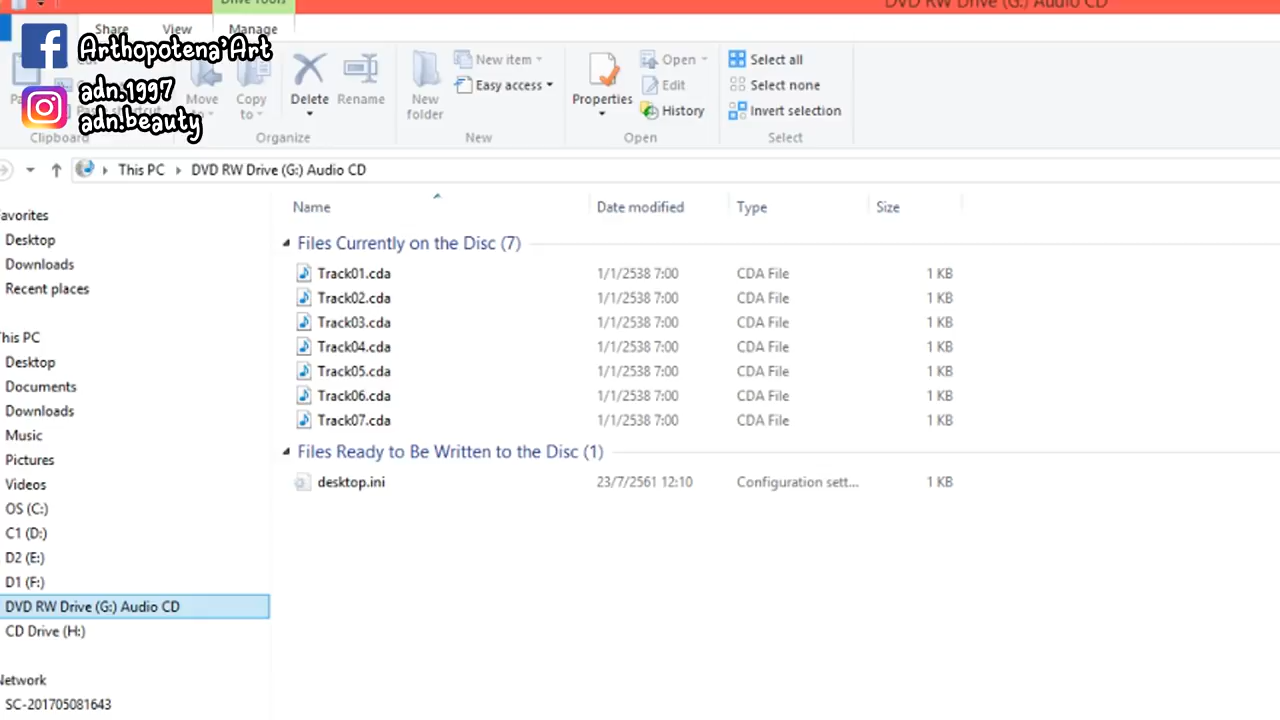 Drive Tools
DVD RW Drive (G:) Audio CD
Share View Manage
Arthopotena'Art
adn.1997
adn.beauty
Move to
Copy to
Delete
Rename
New folder
New item
Easy access
Properties
Open
Edit
History
Select all
Select none
Invert selection
Clipboard
Organize
New
Open
Select
This PC
DVD RW Drive (G:) Audio CD
Name Date modified Type Size
Files Currently on the Disc (7)
Track01.cda 1/1/2538 7:00 CDA File 1 KB
Track02.cda 1/1/2538 7:00 CDA File 1 KB
Track03.cda 1/1/2538 7:00 CDA File 1 KB
Track04.cda 1/1/2538 7:00 CDA File 1 KB
Track05.cda 1/1/2538 7:00 CDA File 1 KB
Track06.cda 1/1/2538 7:00 CDA File 1 KB
Track07.cda 1/1/2538 7:00 CDA File 1 KB
Files Ready to Be Written to the Disc (1)
desktop.ini 23/7/2561 12:10 Configuration sett... 1 KB
avorites
Desktop
Downloads
Recent places
his PC
Desktop
Documents
Downloads
Music
Pictures
Videos
OS (C:)
C1 (D:)
D2 (E:)
D1 (F:)
DVD RW Drive (G:) Audio CD
CD Drive (H:)
etwork
SC-201705081643